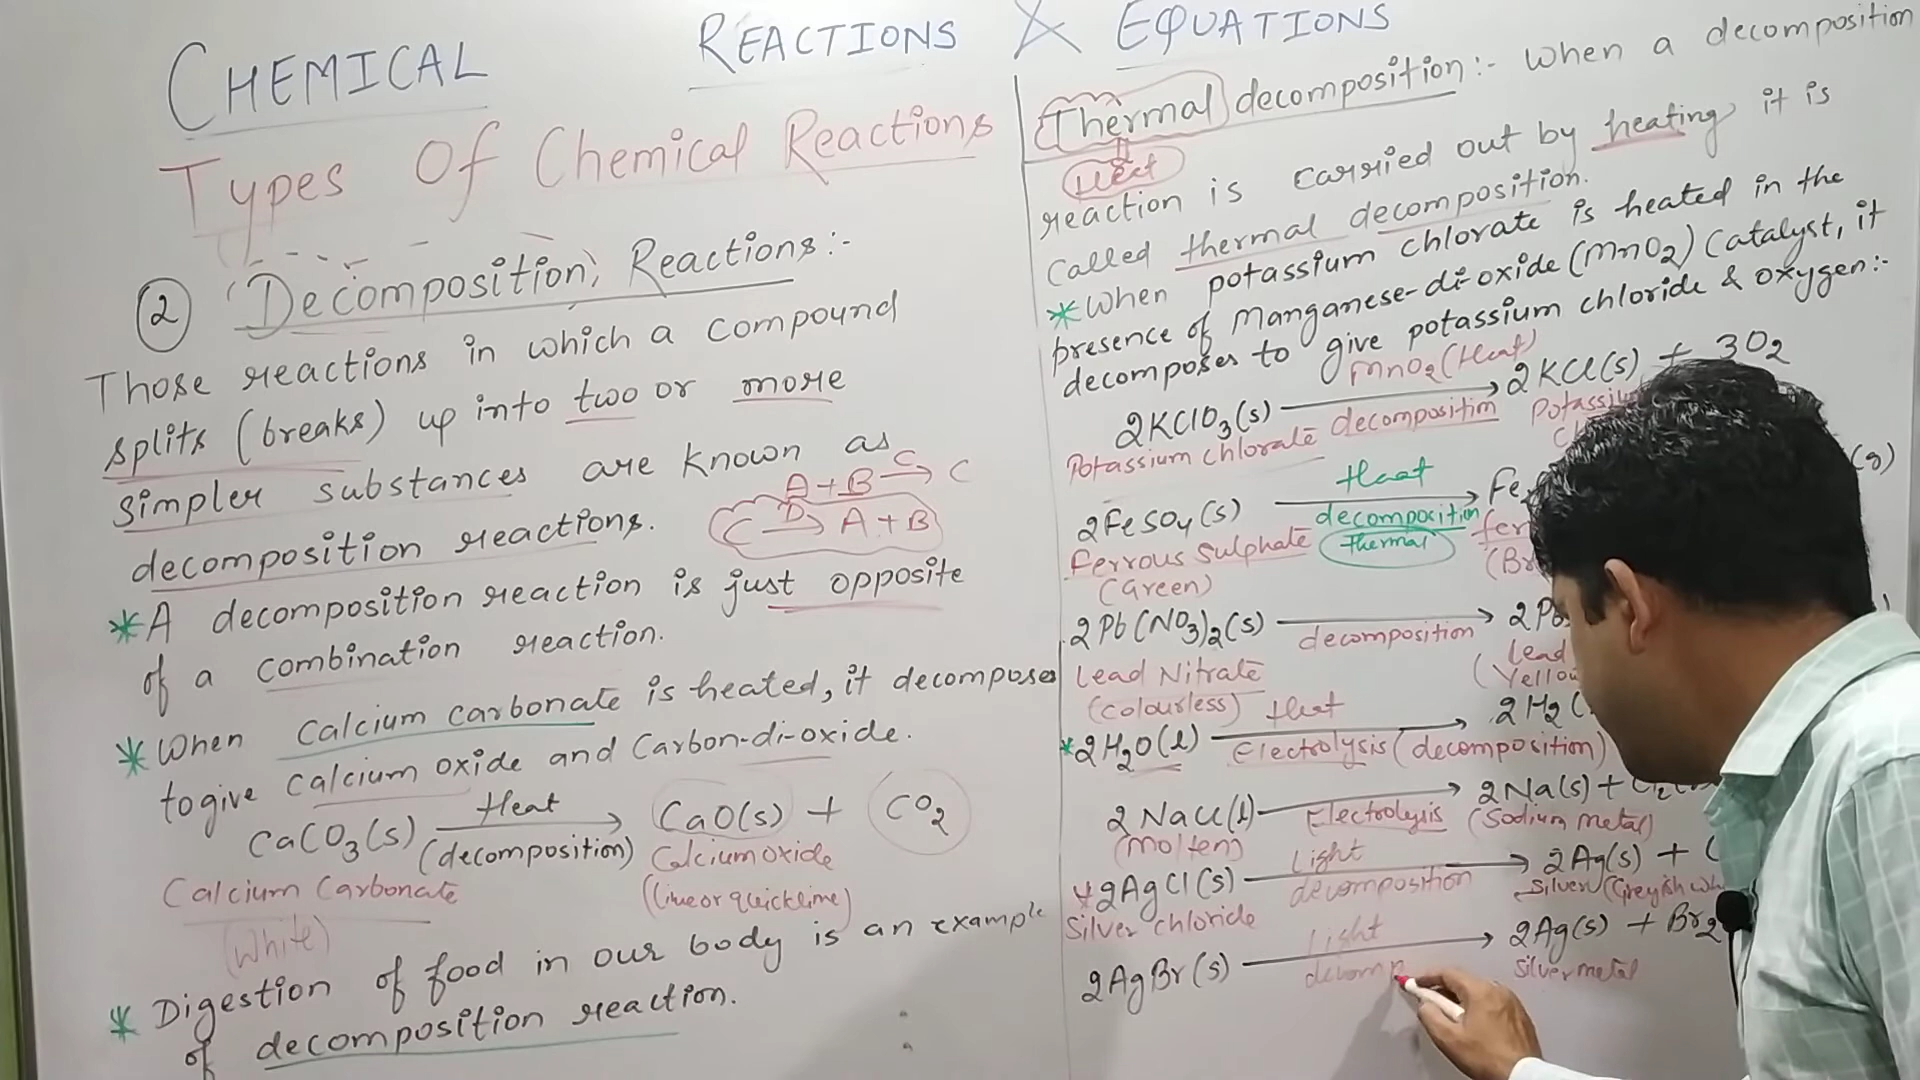 CHEMICAL REACTIONS & EQUATIONS
Types Of Chemical Reactions
② Decomposition Reactions:-
Those reactions in which a compound
splits (breaks) up into two or more
simpler substances are known as
decomposition reactions.
A + B C→ C
C D→ A + B
* A decomposition reaction is just opposite
of a combination reaction.
* When Calcium Carbonate is heated, it decomposes
to give calcium oxide and Carbon-di-oxide.
CaCO3(s) Heat → (decomposition) CaO(s) + CO2
Calcium Carbonate Calcium oxide
(White) (lime or quicklime)
* Digestion of food in our body is an example
of decomposition reaction.
Thermal decomposition:- When a decomposition
Heat
reaction is carried out by heating it is
called thermal decomposition.
* When potassium chlorate is heated in the
presence of Manganese-di-oxide (MnO2) Catalyst, it
decomposes to give potassium chloride & oxygen:-
2KClO3(s) MnO2 (Heat) → decomposition 2KCl(s) + 3O2
Potassium chlorate
2FeSO4(s) Heat → decomposition Fe
Ferrous Sulphate thermal
(Green)
2Pb(NO3)2(s) → decomposition
Lead Nitrate lead
(colourless)
* 2H2O(l) Heat → Electrolysis (decomposition) 2H2
2NaCl(l) → Electrolysis 2Na(s) +
(Molten) (Sodium metal)
* 2AgCl(s) Light → decomposition 2Ag(s) +
Silver chloride Silver
2AgBr(s) Light → decomp 2Ag(s) + Br2
Silver metal